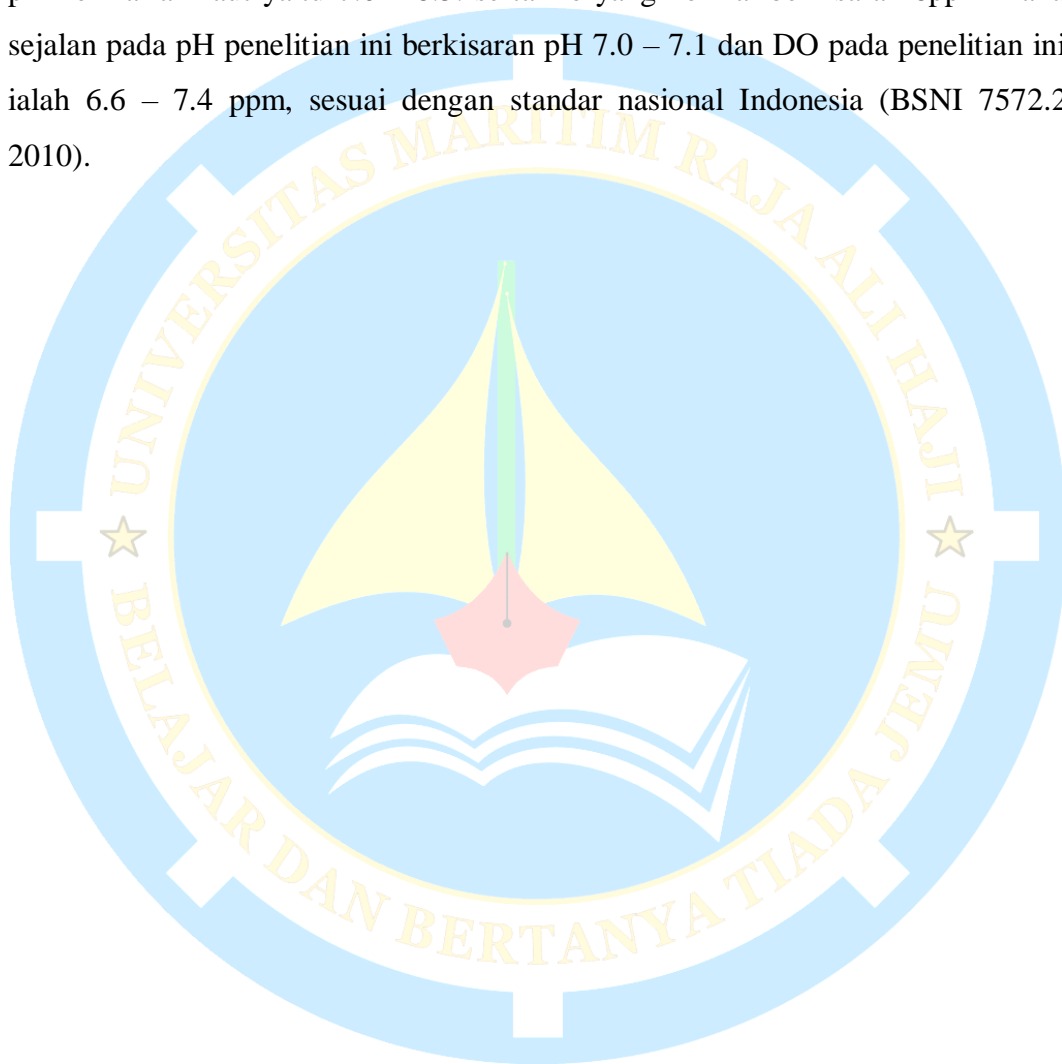 sejalan pada pH penelitian ini berkisaran pH 7.0 – 7.1 dan DO pada penelitian ini
ialah 6.6 – 7.4 ppm, sesuai dengan standar nasional Indonesia (BSNI 7572.2
2010).
UNIVERSITAS MARITIM RAJA ALI HAJI
BELAJAR DAN BERTANYA TIADA JEMU